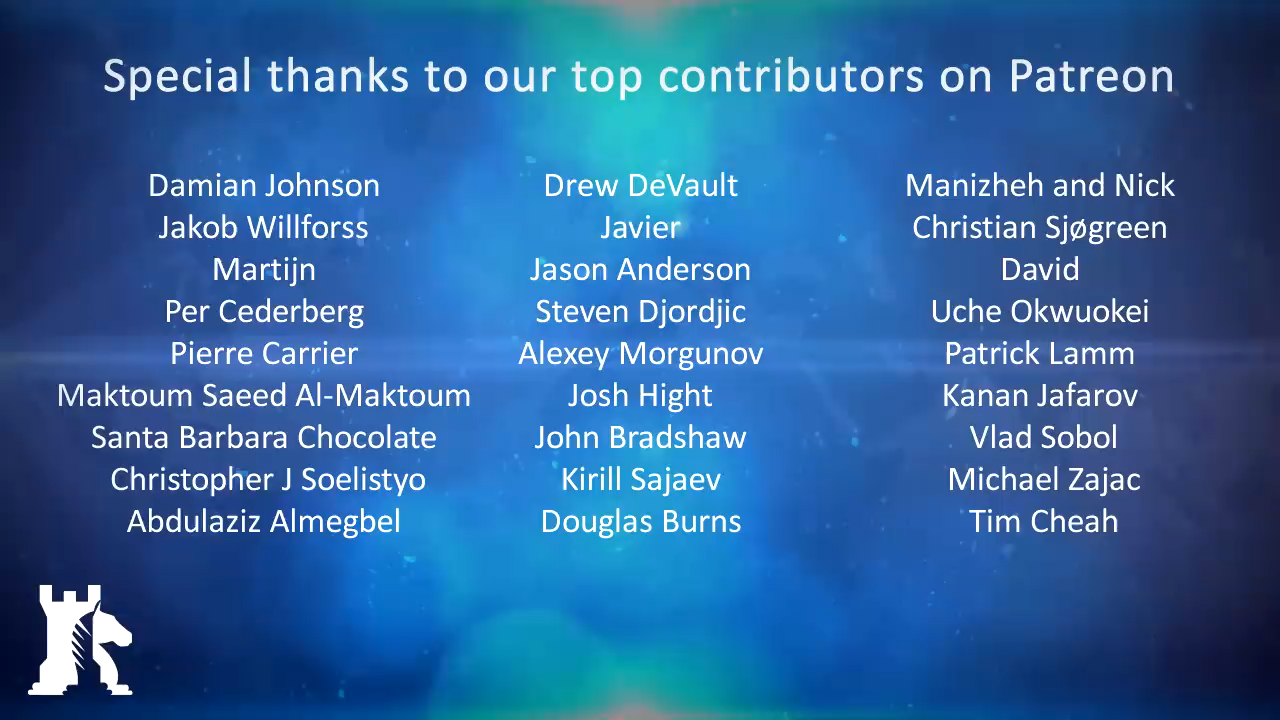 Special thanks to our top contributors on Patreon
Damian Johnson
Jakob Willforss
Martijn
Per Cederberg
Pierre Carrier
Maktoum Saeed Al-Maktoum
Santa Barbara Chocolate
Christopher J Soelistyo
Abdulaziz Almegbel
Drew DeVault
Javier
Jason Anderson
Steven Djordjic
Alexey Morgunov
Josh Hight
John Bradshaw
Kirill Sajaev
Douglas Burns
Manizheh and Nick
Christian Sjøgreen
David
Uche Okwuokei
Patrick Lamm
Kanan Jafarov
Vlad Sobol
Michael Zajac
Tim Cheah